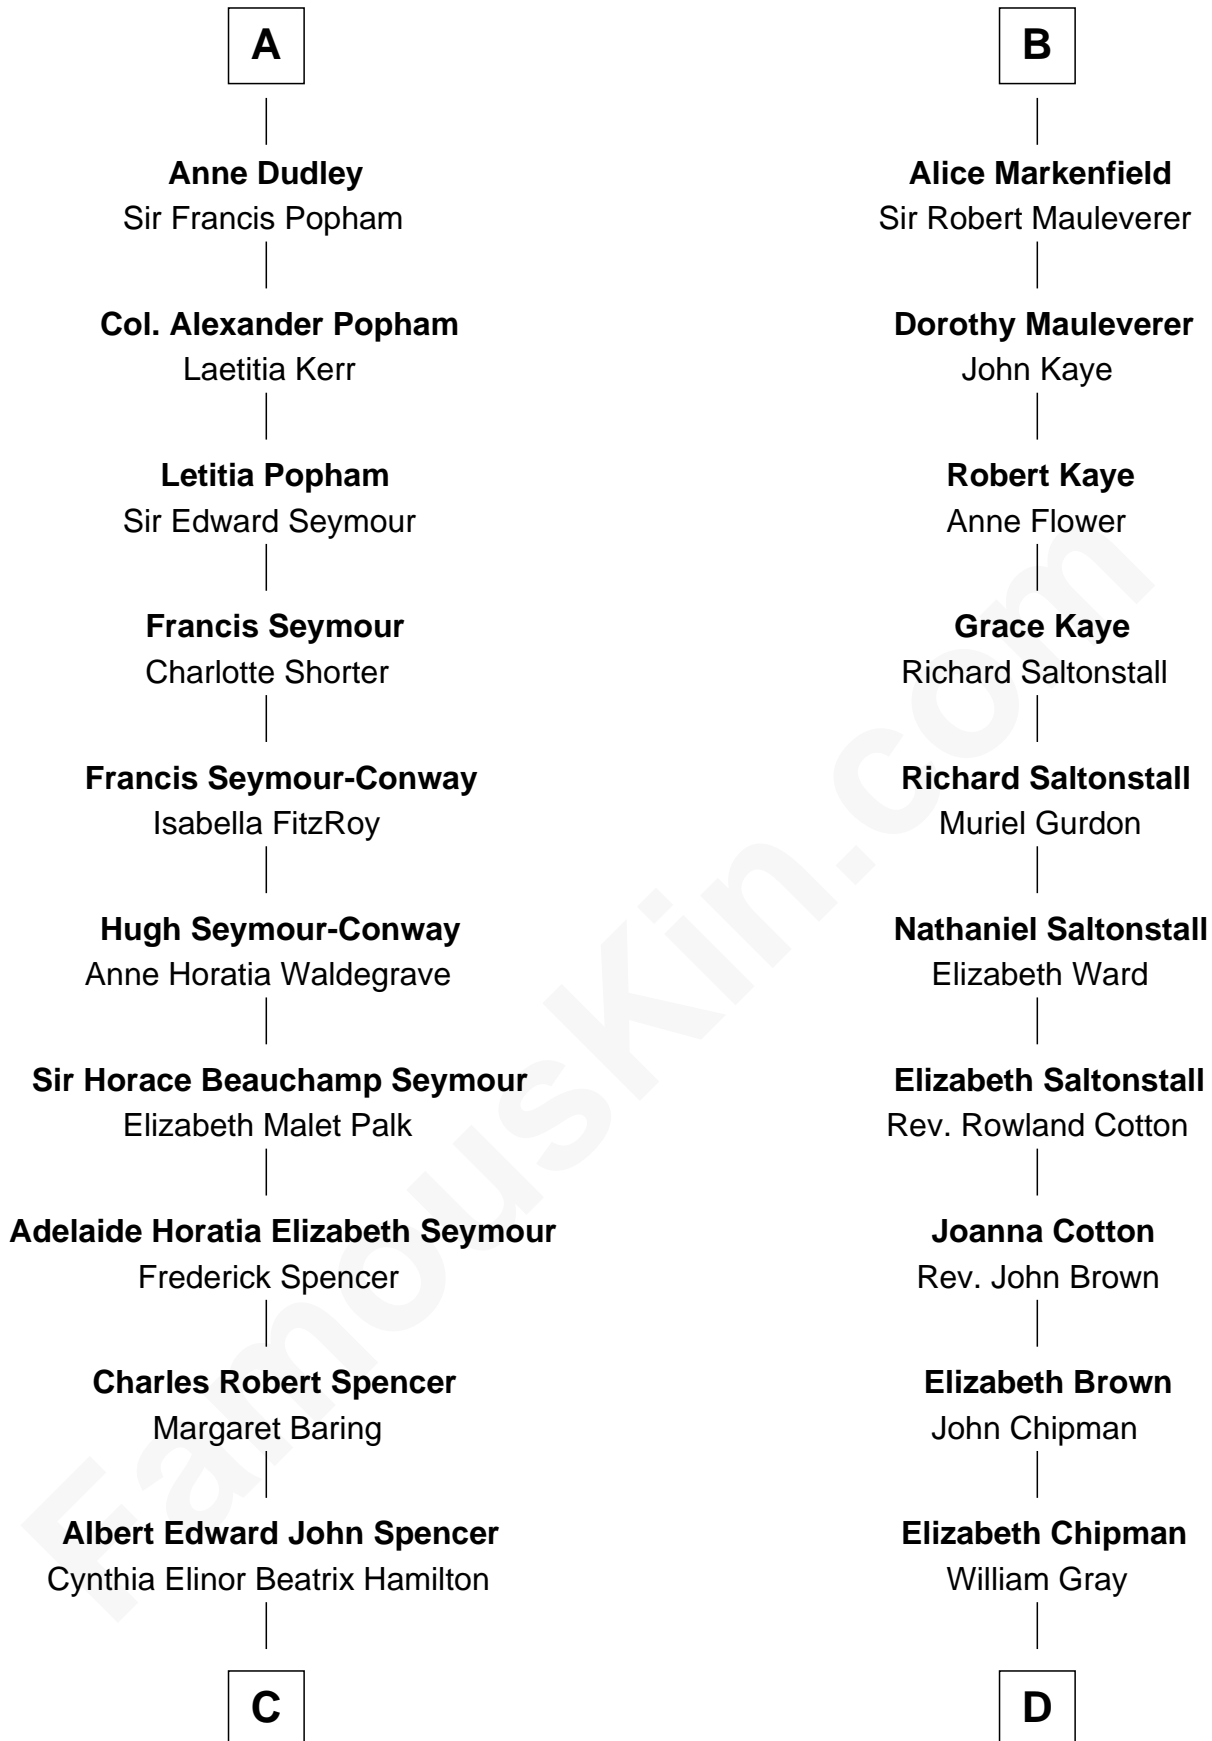 A
Anne Dudley
Sir Francis Popham
Col. Alexander Popham
Laetitia Kerr
Letitia Popham
Sir Edward Seymour
Francis Seymour
Charlotte Shorter
Francis Seymour-Conway
Isabella FitzRoy
Hugh Seymour-Conway
Anne Horatia Waldegrave
Sir Horace Beauchamp Seymour
Elizabeth Malet Palk
Adelaide Horatia Elizabeth Seymour
Frederick Spencer
Charles Robert Spencer
Margaret Baring
Albert Edward John Spencer
Cynthia Elinor Beatrix Hamilton
C
B
Alice Markenfield
Sir Robert Mauleverer
Dorothy Mauleverer
John Kaye
Robert Kaye
Anne Flower
Grace Kaye
Richard Saltonstall
Richard Saltonstall
Muriel Gurdon
Nathaniel Saltonstall
Elizabeth Ward
Elizabeth Saltonstall
Rev. Rowland Cotton
Joanna Cotton
Rev. John Brown
Elizabeth Brown
John Chipman
Elizabeth Chipman
William Gray
D
FamousKin.com